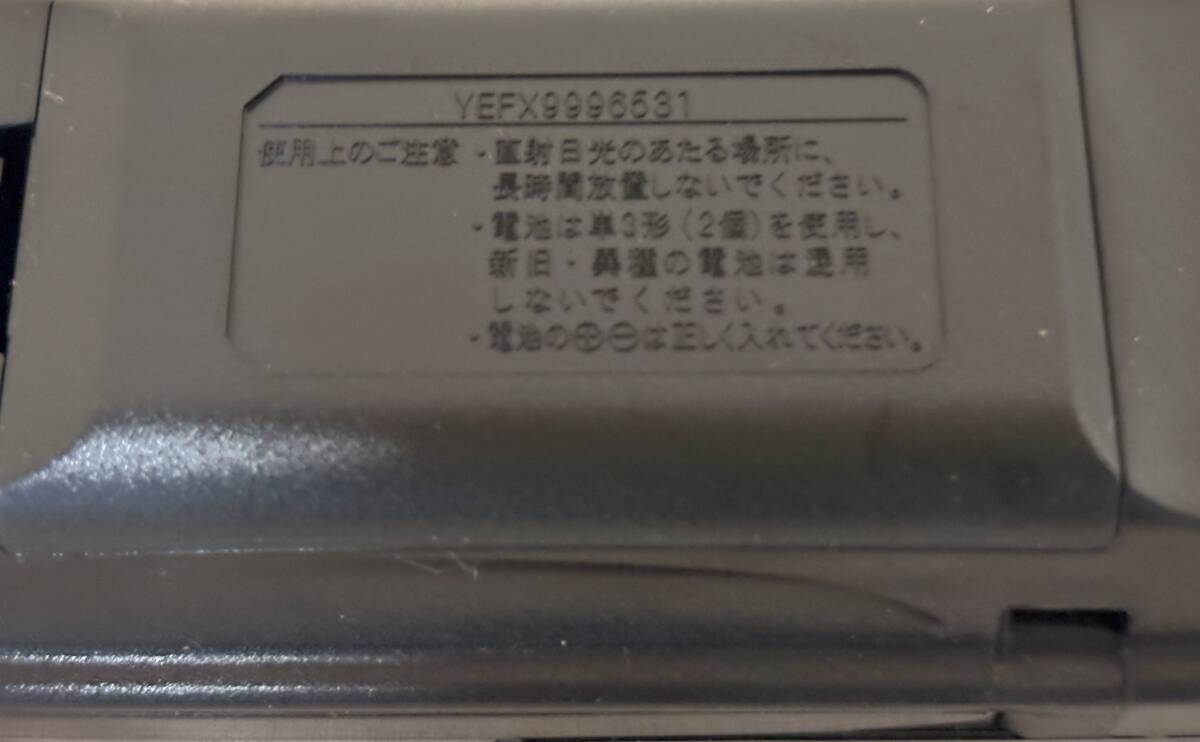 YEFX9996531
使用上のご注意 ・直射日光のあたる場所に、
長時間放置しないでください。
・電池は単3形(2個)を使用し、
新旧・異種の電池は混用
しないでください。
・電池の⊕⊖は正しく入れてください。